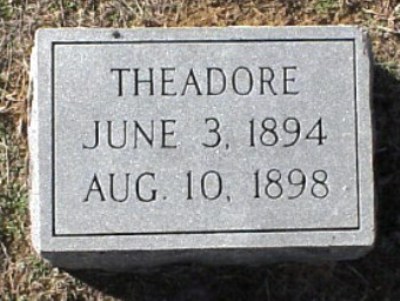 THEADORE
JUNE 3, 1894
AUG. 10, 1898